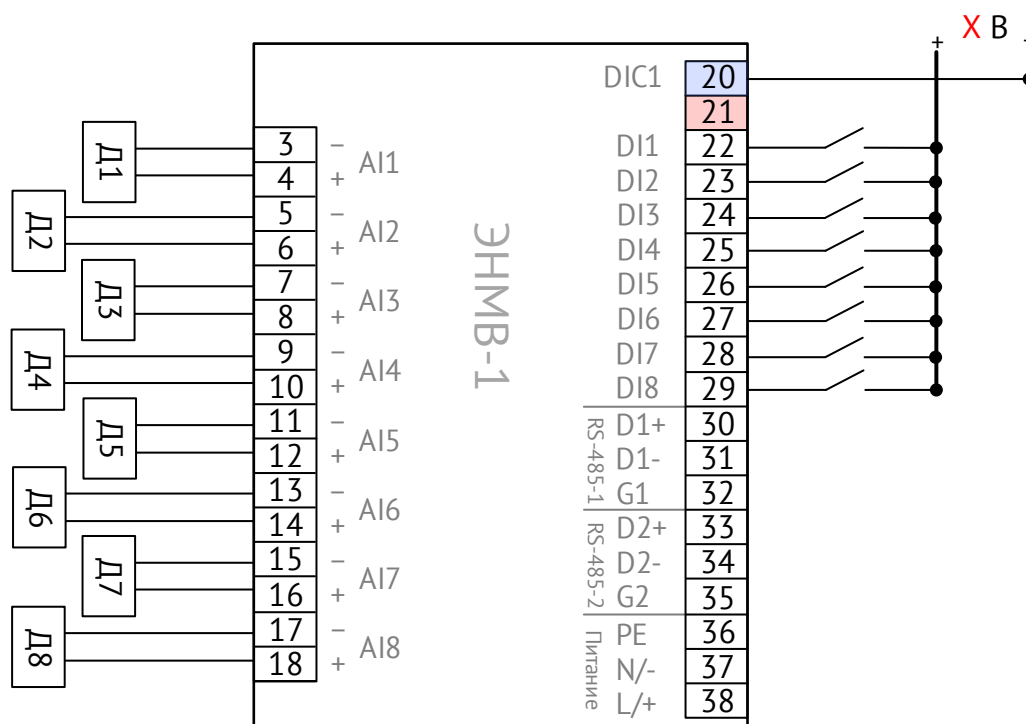 + X В -
DIC1 20
21
DI1 22
DI2 23
DI3 24
DI4 25
DI5 26
DI6 27
DI7 28
DI8 29
RS-485-1
D1+ 30
D1- 31
G1 32
RS-485-2
D2+ 33
D2- 34
G2 35
Питание
PE 36
N/- 37
L/+ 38
ЭНМВ-1
Д1
3 −
4 +
AI1
Д2
5 −
6 +
AI2
Д3
7 −
8 +
AI3
Д4
9 −
10 +
AI4
Д5
11 −
12 +
AI5
Д6
13 −
14 +
AI6
Д7
15 −
16 +
AI7
Д8
17 −
18 +
AI8